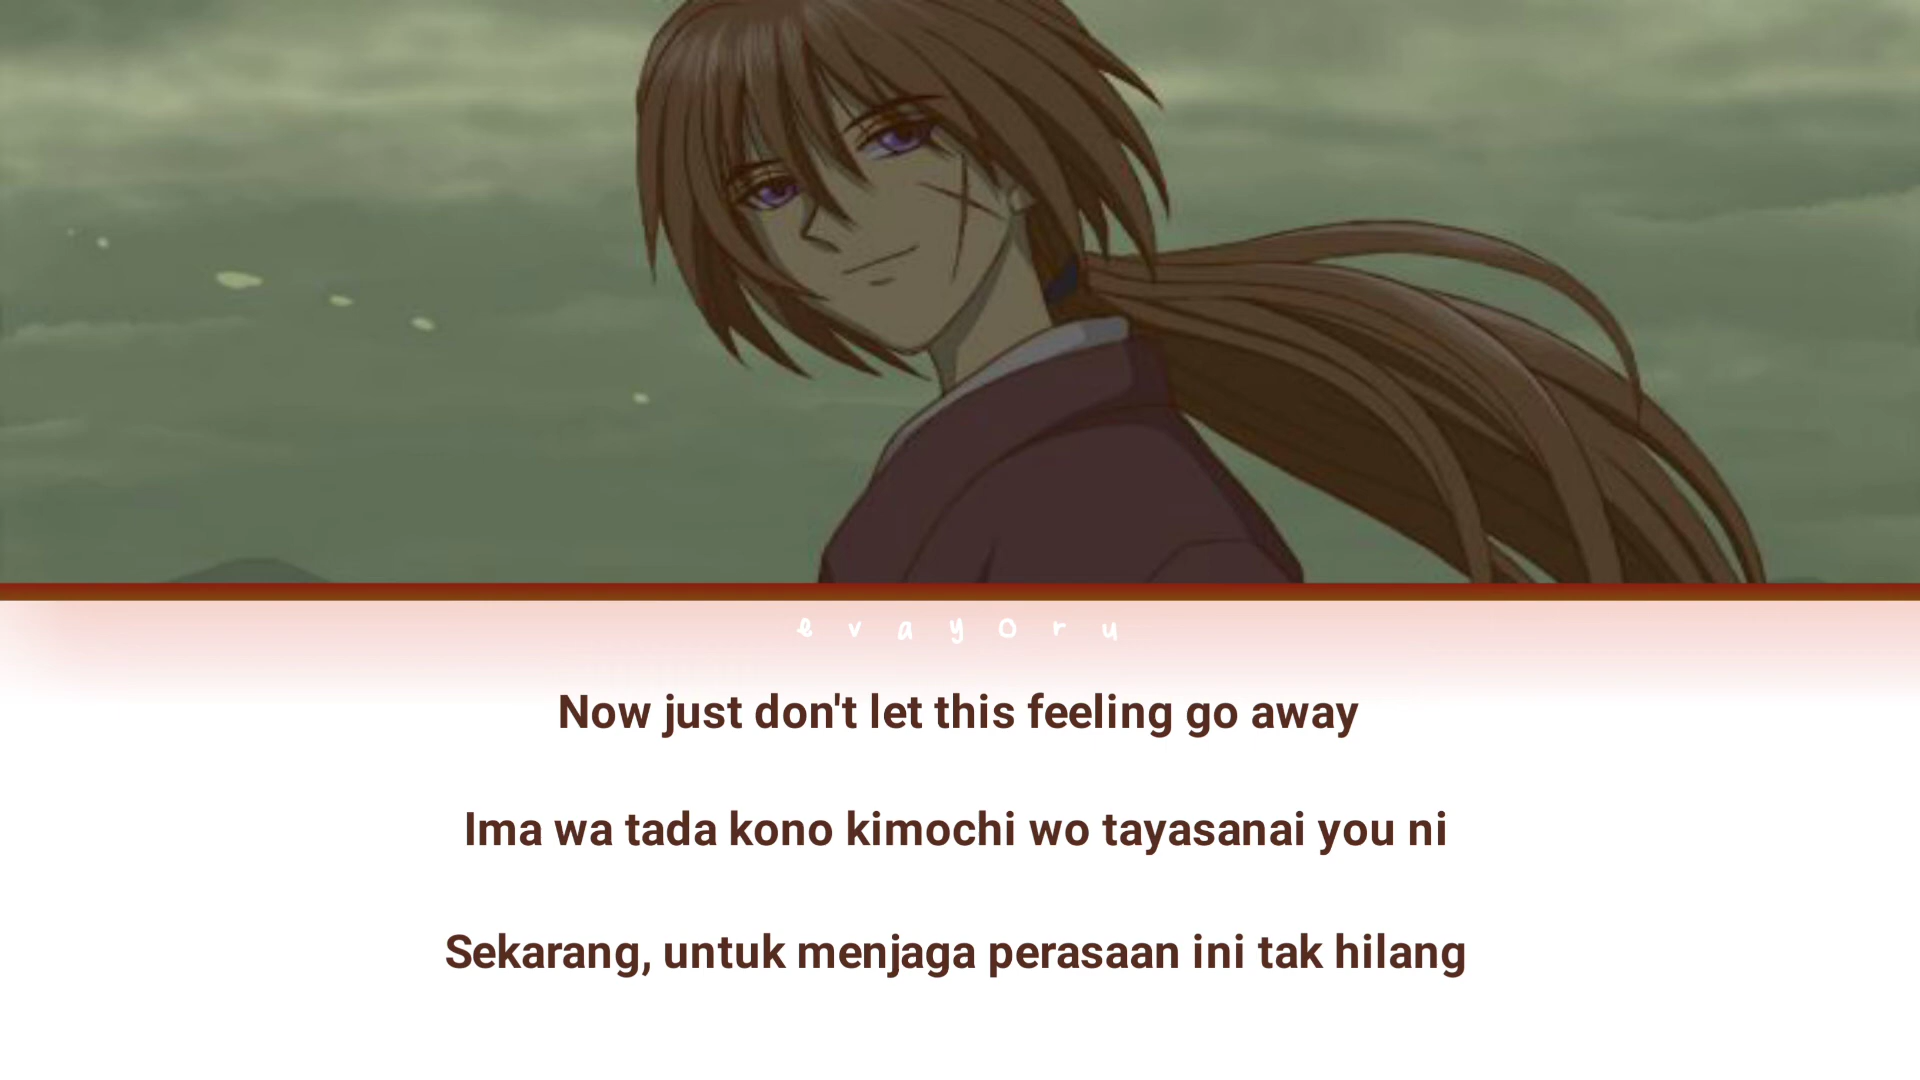 evayoru
Now just don't let this feeling go away
Ima wa tada kono kimochi wo tayasanai you ni
Sekarang, untuk menjaga perasaan ini tak hilang